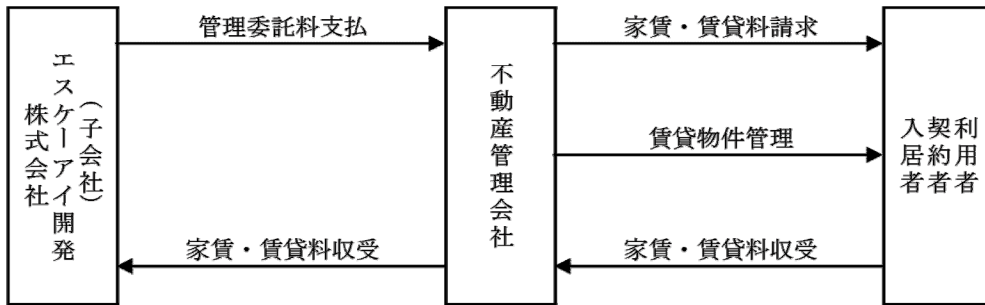 （子会社）
エスケーアイ開発
株式会社
管理委託料支払
家賃・賃貸料収受
不動産管理会社
家賃・賃貸料請求
賃貸物件管理
家賃・賃貸料収受
利用者
契約者
入居者